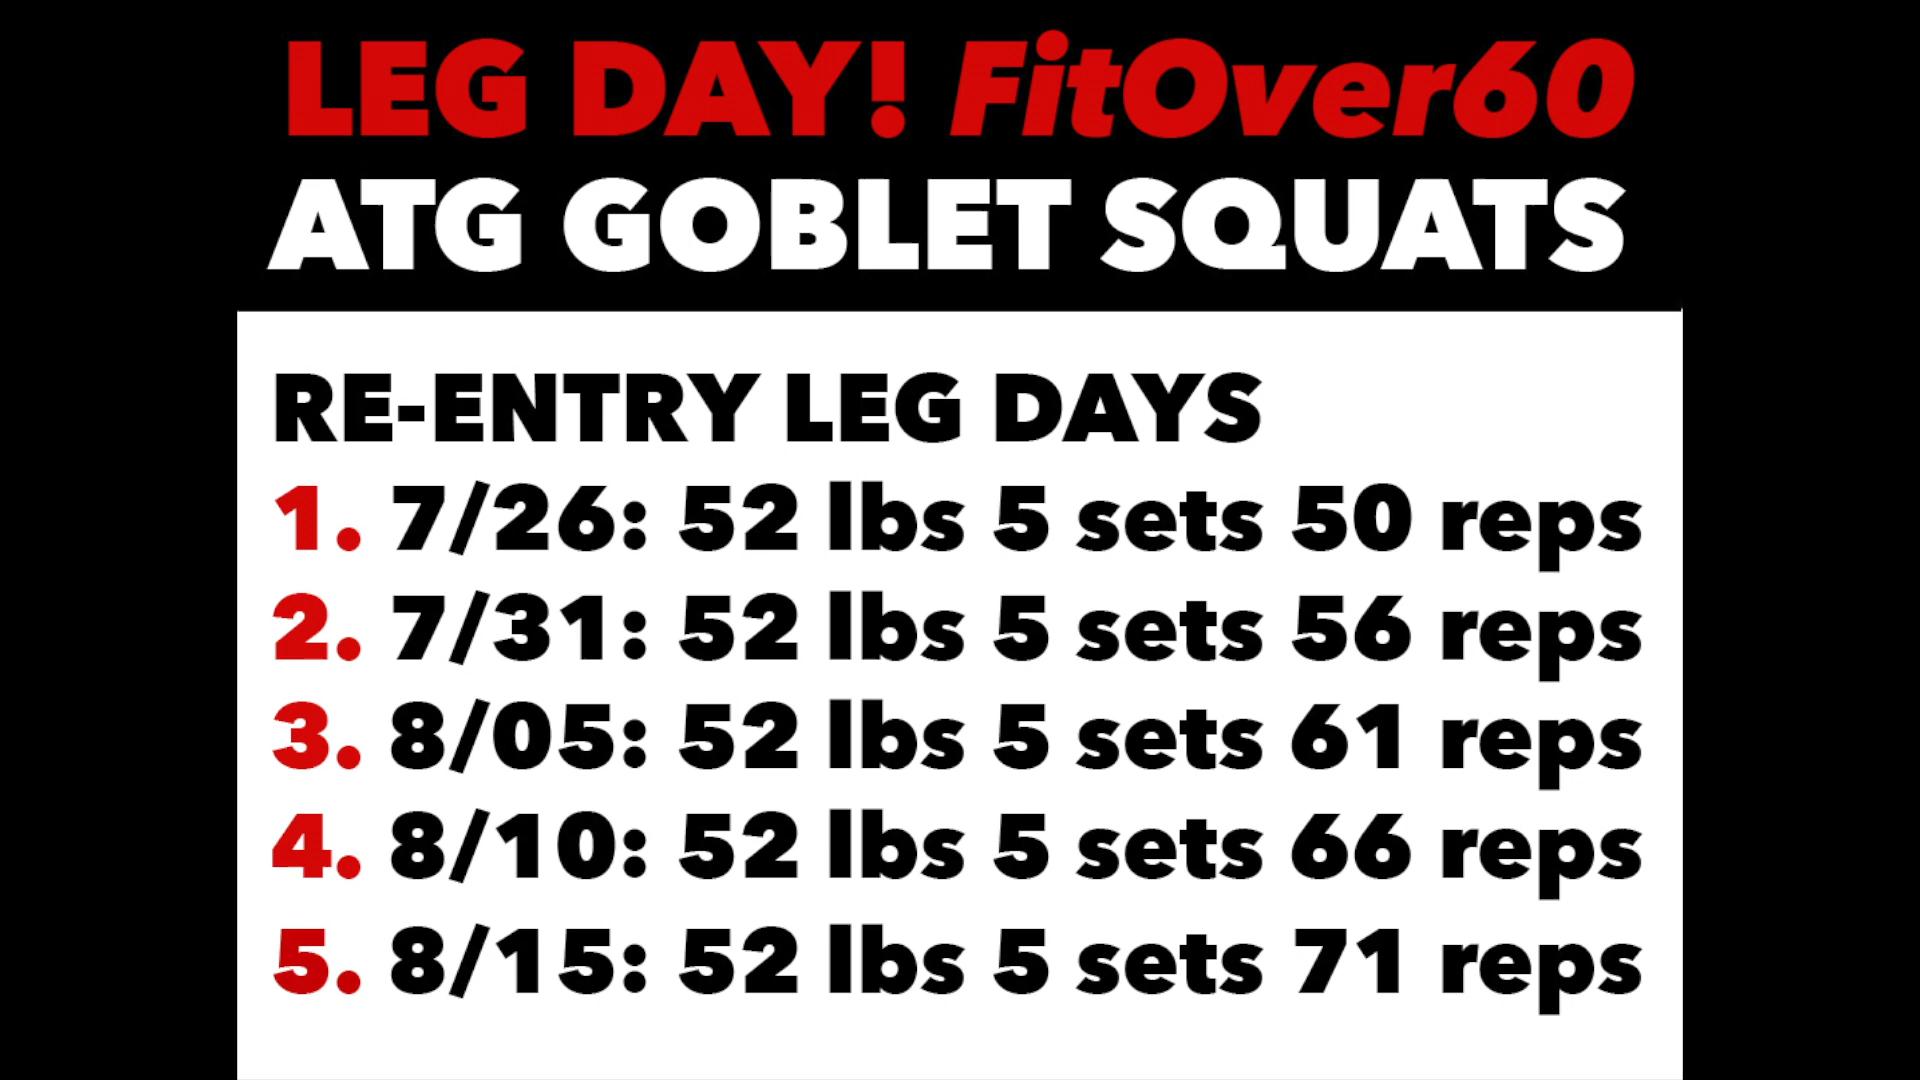 LEG DAY! FitOver60
ATG GOBLET SQUATS
RE-ENTRY LEG DAYS
1. 7/26: 52 lbs 5 sets 50 reps
2. 7/31: 52 lbs 5 sets 56 reps
3. 8/05: 52 lbs 5 sets 61 reps
4. 8/10: 52 lbs 5 sets 66 reps
5. 8/15: 52 lbs 5 sets 71 reps